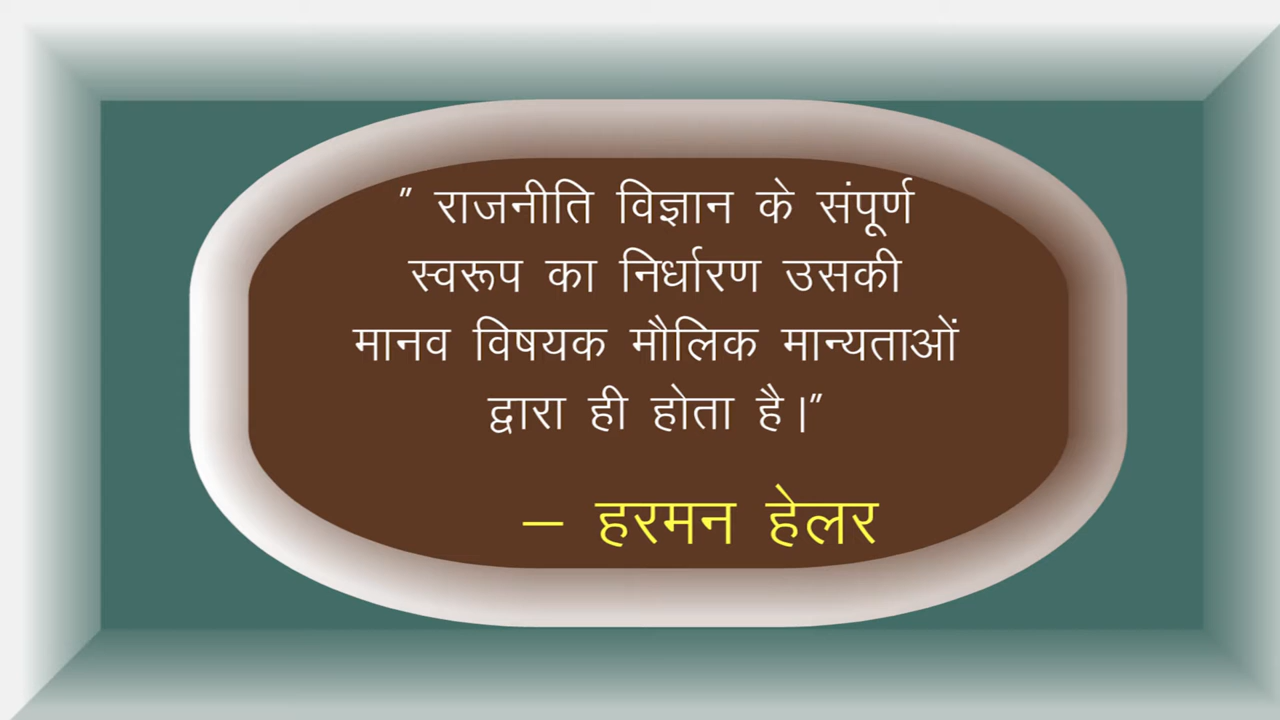 " राजनीति विज्ञान के संपूर्ण
स्वरूप का निर्धारण उसकी
मानव विषयक मौलिक मान्यताओं
द्वारा ही होता है।"
– हरमन हेलर